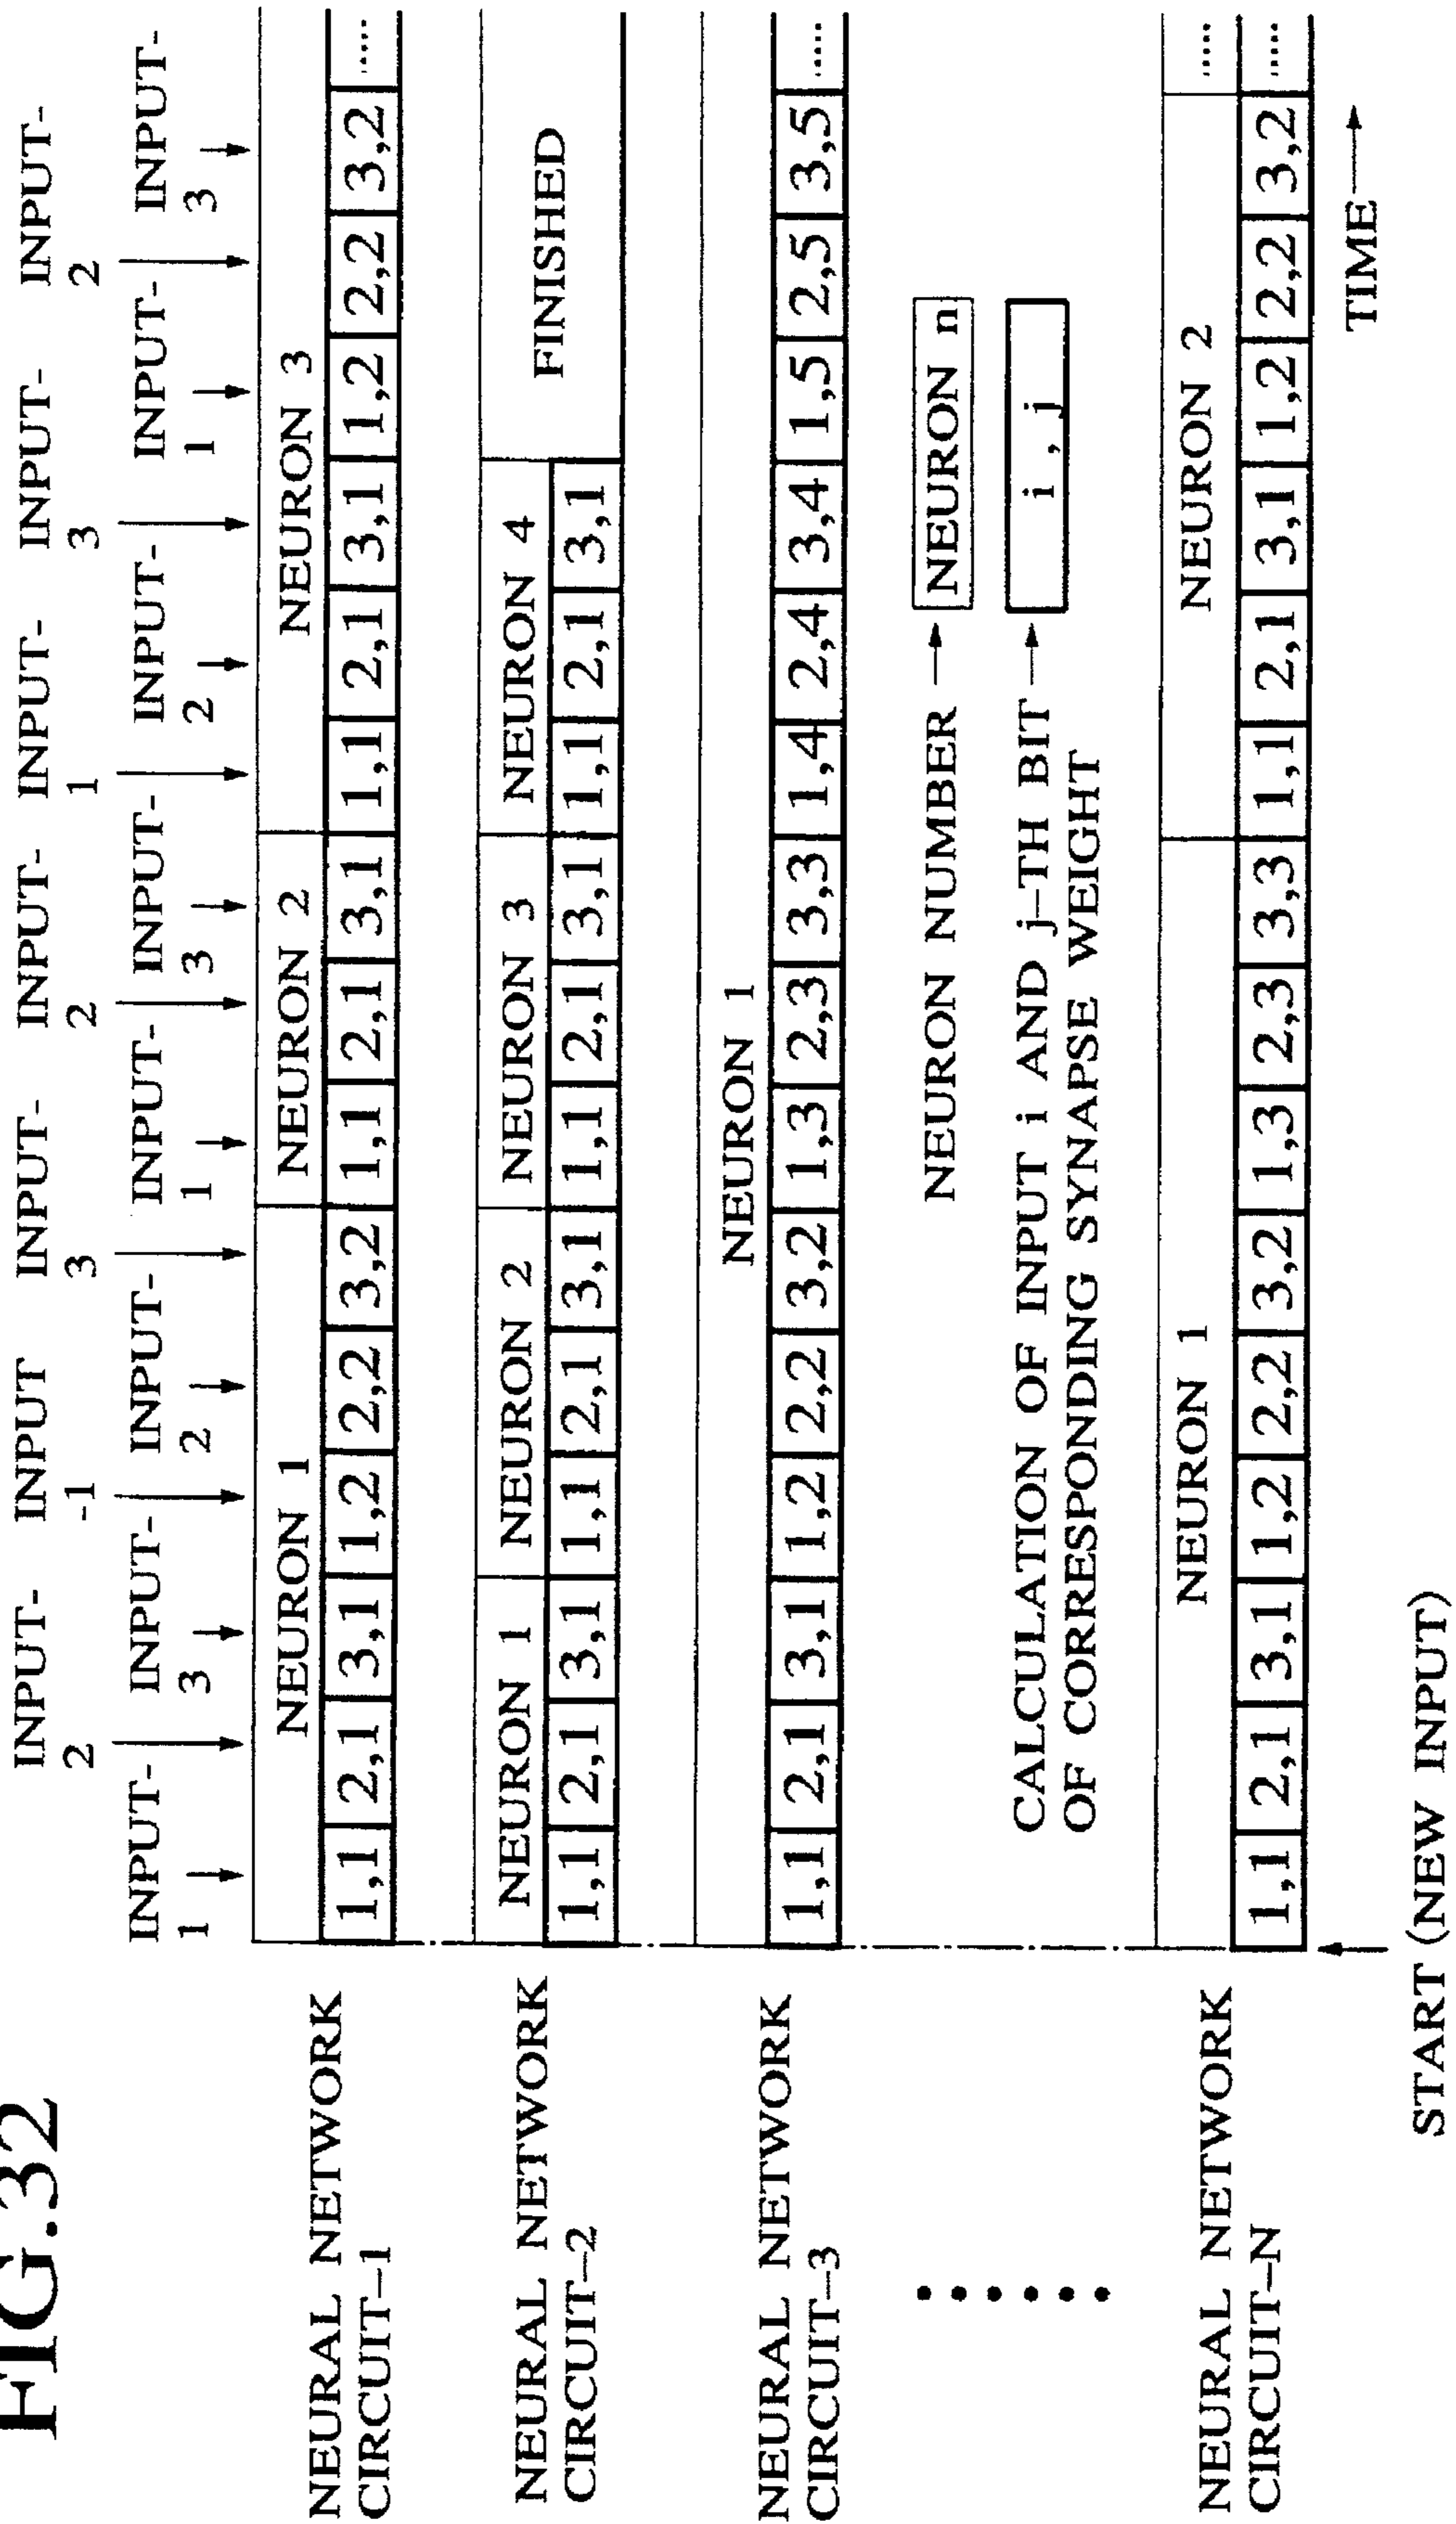 FIG.32
INPUT-2 INPUT-1 INPUT-3 INPUT-2 INPUT-1 INPUT-3 INPUT-2
INPUT-1 INPUT-3 INPUT-2 INPUT-1 INPUT-3 INPUT-2 INPUT-1 INPUT-3
NEURAL NETWORK
CIRCUIT-1
NEURON 1 NEURON 2 NEURON 3
1,1 2,1 3,1 1,2 2,2 3,2 1,1 2,1 3,1 1,1 2,1 3,1 1,2 2,2 3,2 .....
NEURAL NETWORK
CIRCUIT-2
NEURON 1 NEURON 2 NEURON 3 NEURON 4 FINISHED
1,1 2,1 3,1 1,1 2,1 3,1 1,1 2,1 3,1 1,1 2,1 3,1
NEURAL NETWORK
CIRCUIT-3
NEURON 1
1,1 2,1 3,1 1,2 2,2 3,2 1,3 2,3 3,3 1,4 2,4 3,4 1,5 2,5 3,5 .....
NEURON NUMBER → NEURON n
CALCULATION OF INPUT i AND j-TH BIT → i , j
OF CORRESPONDING SYNAPSE WEIGHT
NEURAL NETWORK
CIRCUIT-N
NEURON 1 NEURON 2 .....
1,1 2,1 3,1 1,2 2,2 3,2 1,3 2,3 3,3 1,1 2,1 3,1 1,2 2,2 3,2 .....
TIME →
START (NEW INPUT)